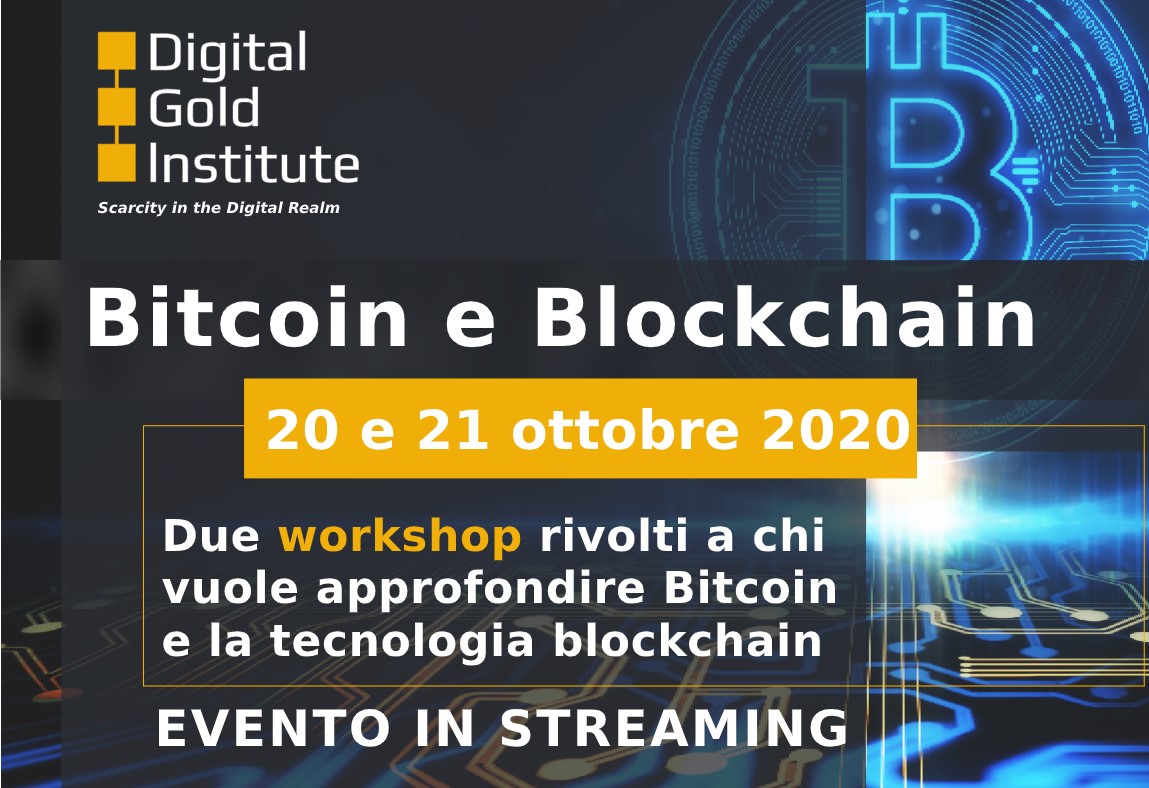 Digital
Gold
Institute
Scarcity in the Digital Realm
Bitcoin e Blockchain
20 e 21 ottobre 2020
Due workshop rivolti a chi
vuole approfondire Bitcoin
e la tecnologia blockchain
EVENTO IN STREAMING